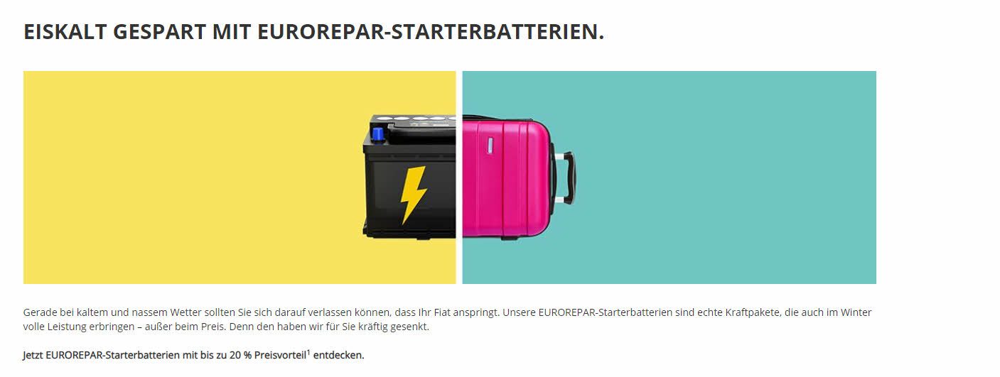 EISKALT GESPART MIT EUROREPAR-STARTERBATTERIEN.
Gerade bei kaltem und nassem Wetter sollten Sie sich darauf verlassen können, dass Ihr Fiat anspringt. Unsere EUROREPAR-Starterbatterien sind echte Kraftpakete, die auch im Winter
volle Leistung erbringen – außer beim Preis. Denn den haben wir für Sie kräftig gesenkt.
Jetzt EUROREPAR-Starterbatterien mit bis zu 20 % Preisvorteil¹ entdecken.